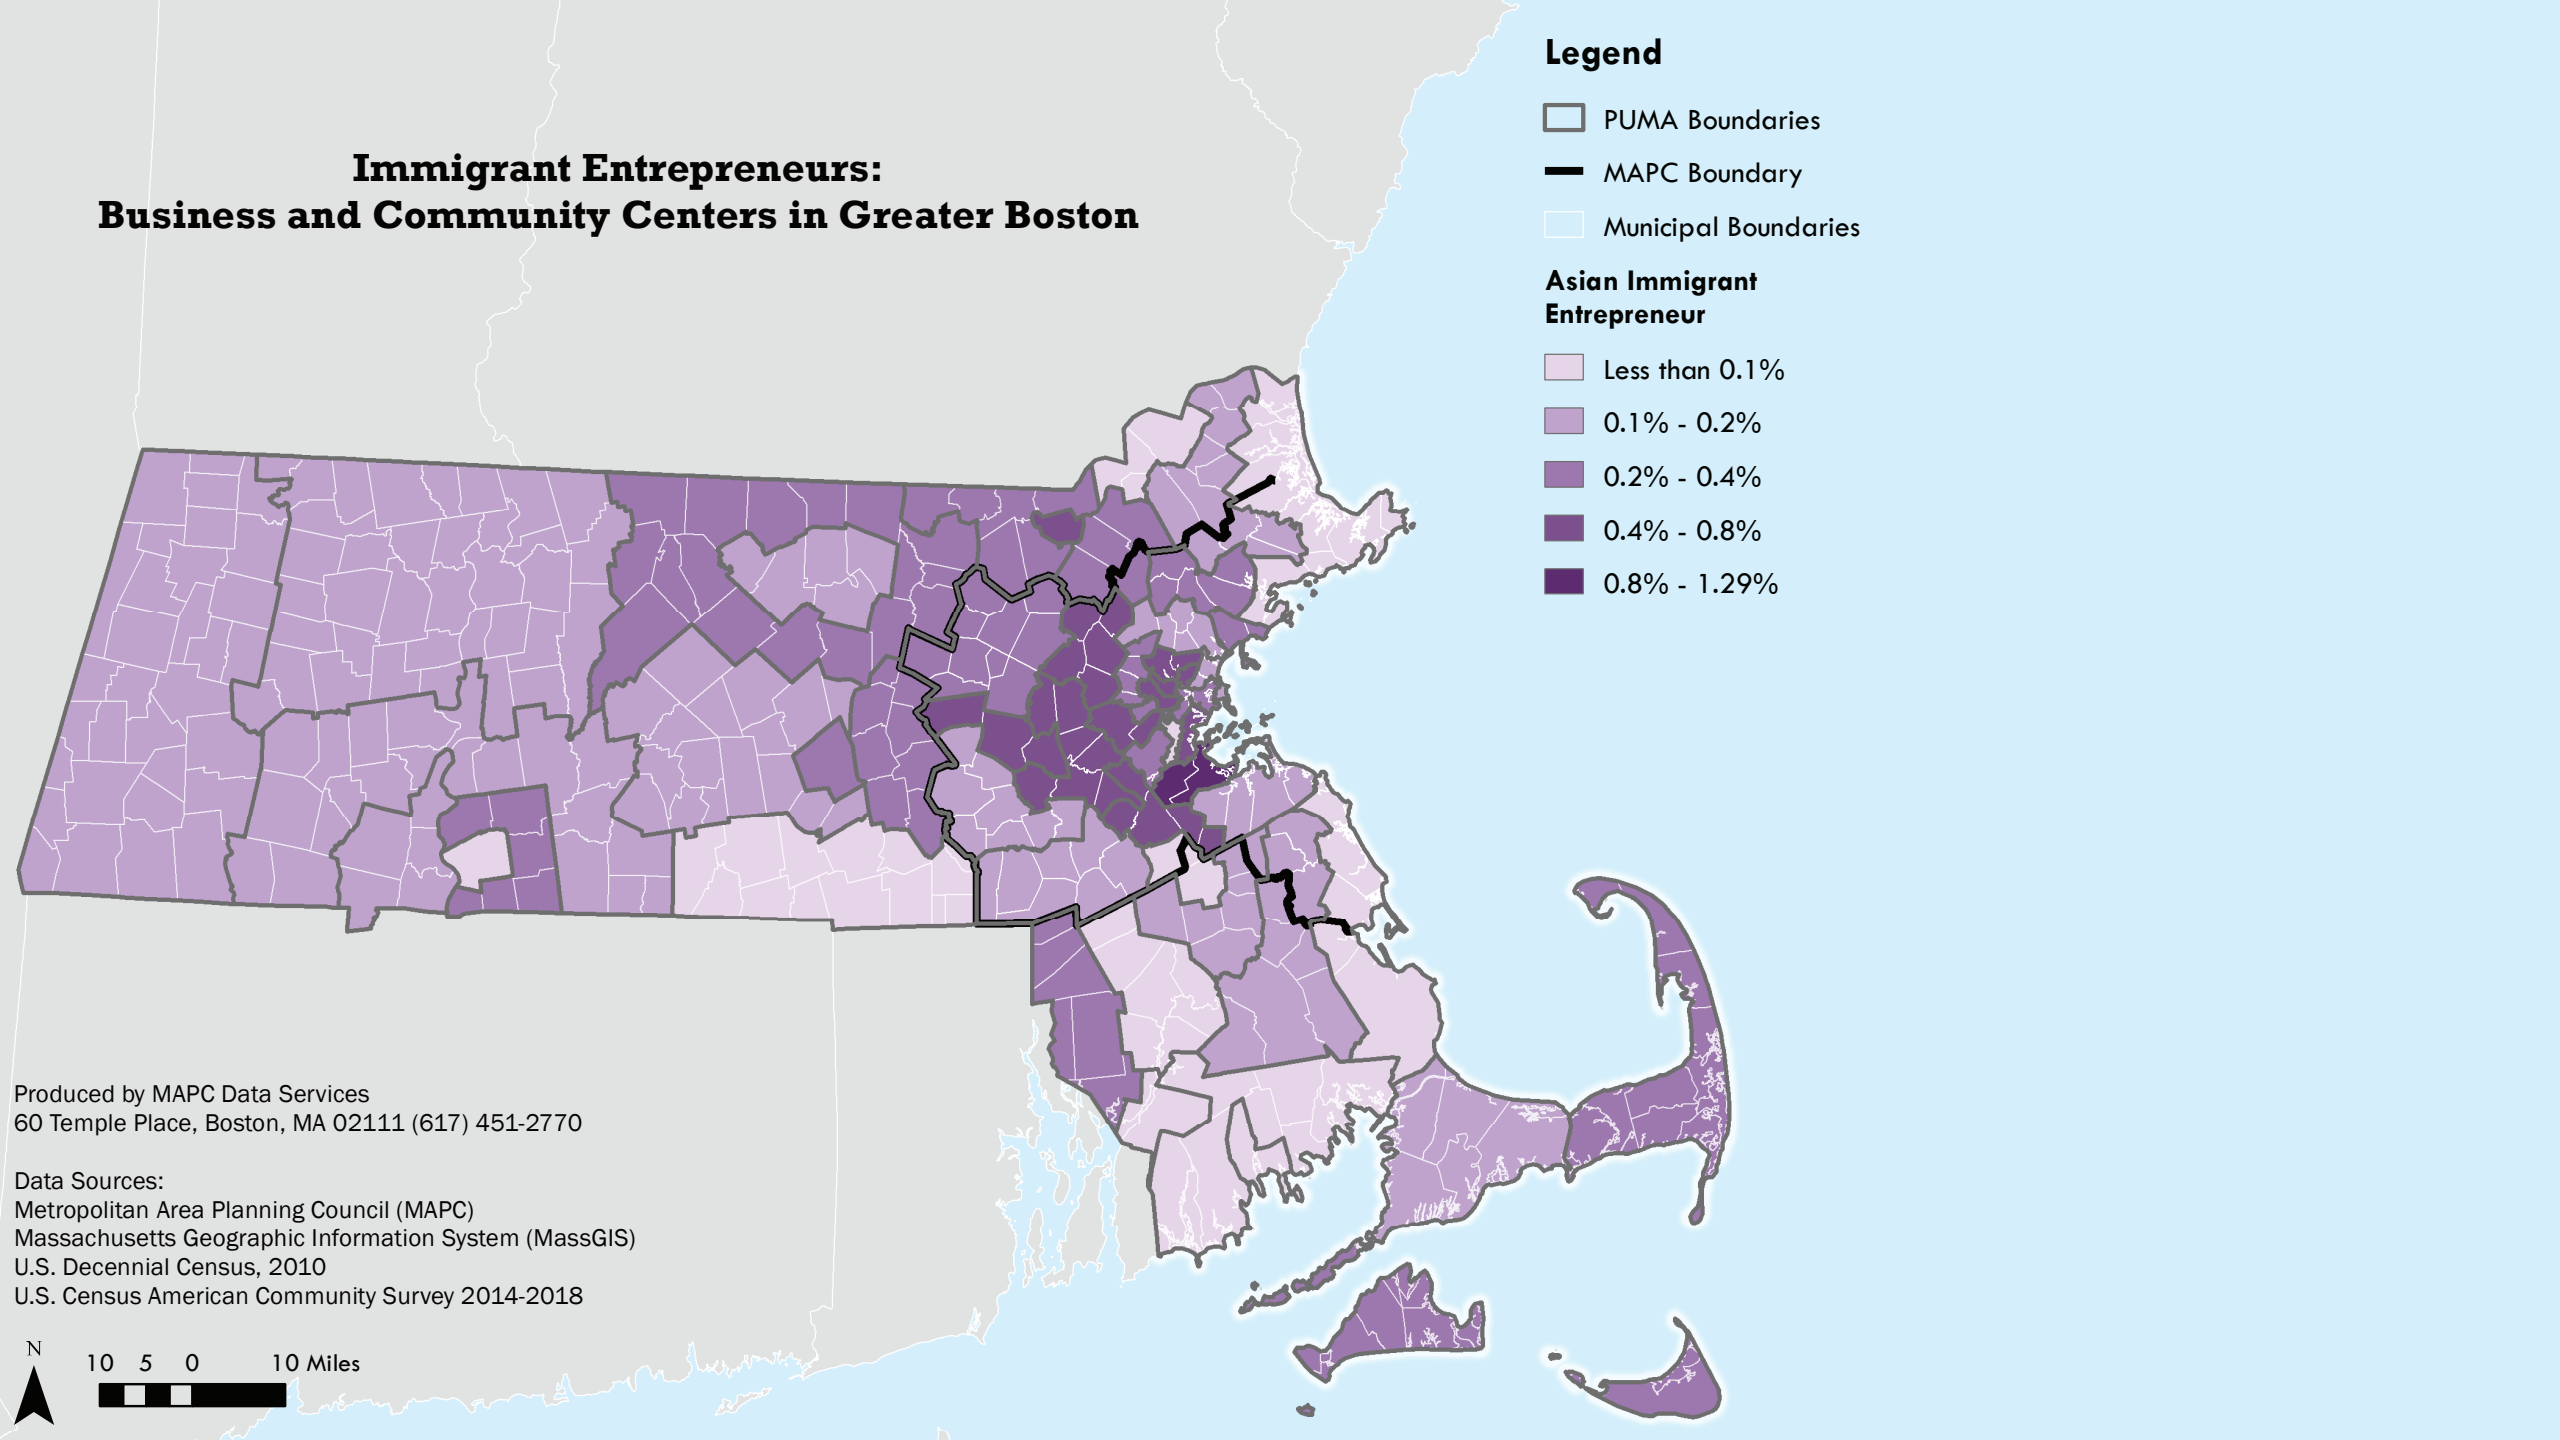 Immigrant Entrepreneurs:
Business and Community Centers in Greater Boston
Legend
PUMA Boundaries
MAPC Boundary
Municipal Boundaries
Asian Immigrant
Entrepreneur
Less than 0.1%
0.1% - 0.2%
0.2% - 0.4%
0.4% - 0.8%
0.8% - 1.29%
Produced by MAPC Data Services
60 Temple Place, Boston, MA 02111 (617) 451-2770
Data Sources:
Metropolitan Area Planning Council (MAPC)
Massachusetts Geographic Information System (MassGIS)
U.S. Decennial Census, 2010
U.S. Census American Community Survey 2014-2018
N
10 5 0 10 Miles